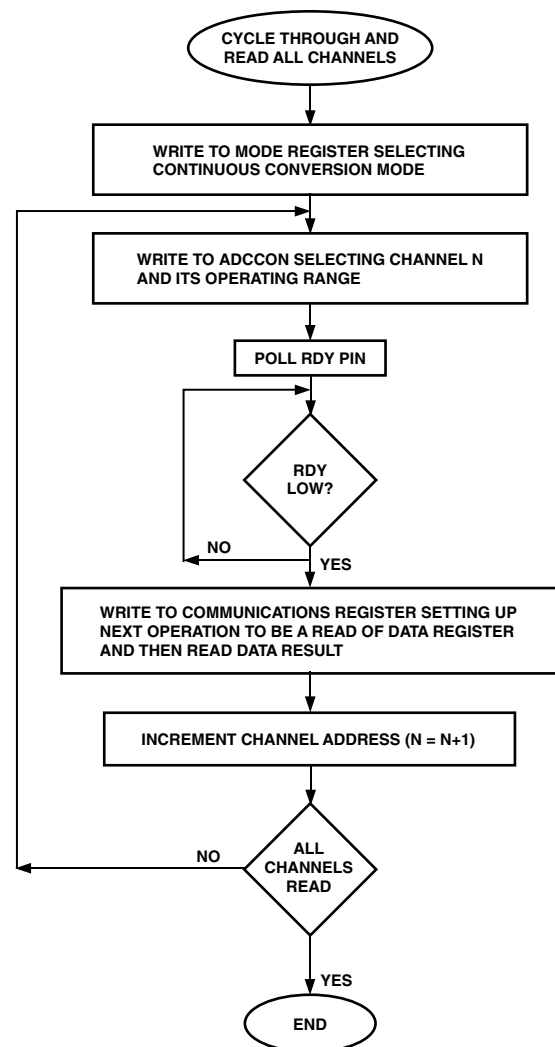 CYCLE THROUGH AND
READ ALL CHANNELS
WRITE TO MODE REGISTER SELECTING
CONTINUOUS CONVERSION MODE
WRITE TO ADCCON SELECTING CHANNEL N
AND ITS OPERATING RANGE
POLL RDY PIN
RDY
LOW?
NO
YES
WRITE TO COMMUNICATIONS REGISTER SETTING UP
NEXT OPERATION TO BE A READ OF DATA REGISTER
AND THEN READ DATA RESULT
INCREMENT CHANNEL ADDRESS (N = N+1)
ALL
CHANNELS
READ
NO
YES
END